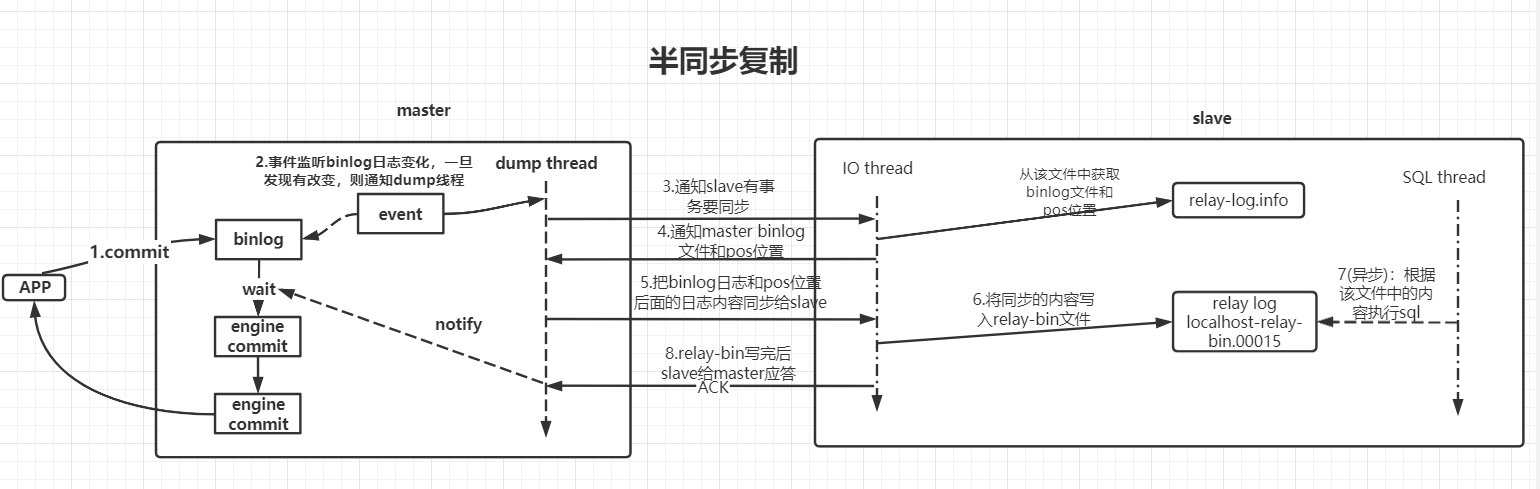 半同步复制
master
slave
2.事件监听binlog日志变化，一旦
发现有改变，则通知dump线程
dump thread
event
1.commit
binlog
APP
wait
engine
commit
engine
commit
notify
3.通知slave有事
务要同步
4.通知master binlog
文件和pos位置
5.把binlog日志和pos位置
后面的日志内容同步给slave
8.relay-bin写完后
slave给master应答
ACK
IO thread
从该文件中获取
binlog文件和
pos位置
relay-log.info
SQL thread
6.将同步的内容写
入relay-bin文件
relay log
localhost-relay-
bin.00015
7(异步)：根据
该文件中的内
容执行sql